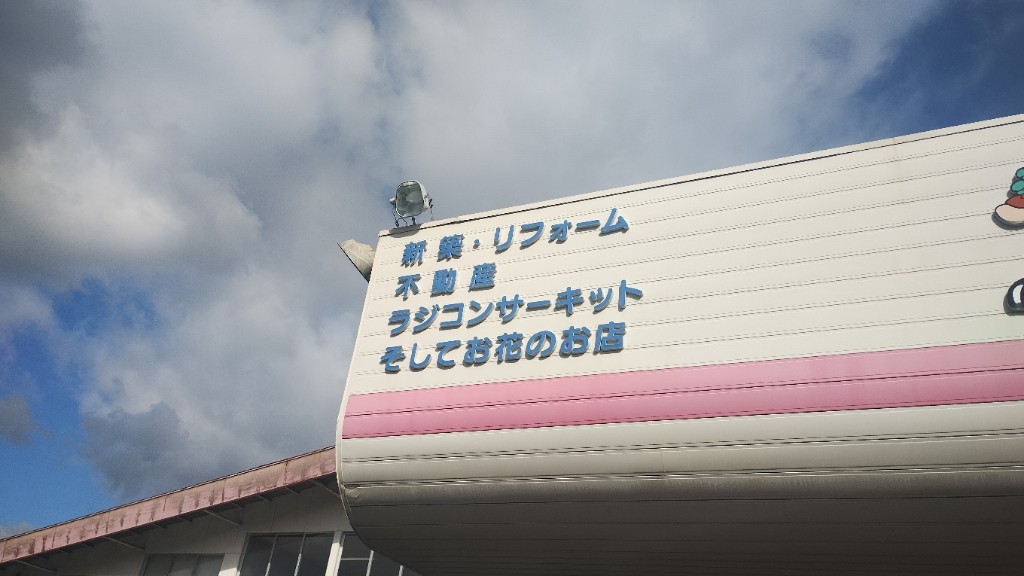 新築・リフォーム
不動産
ラジコンサーキット
そしてお花のお店